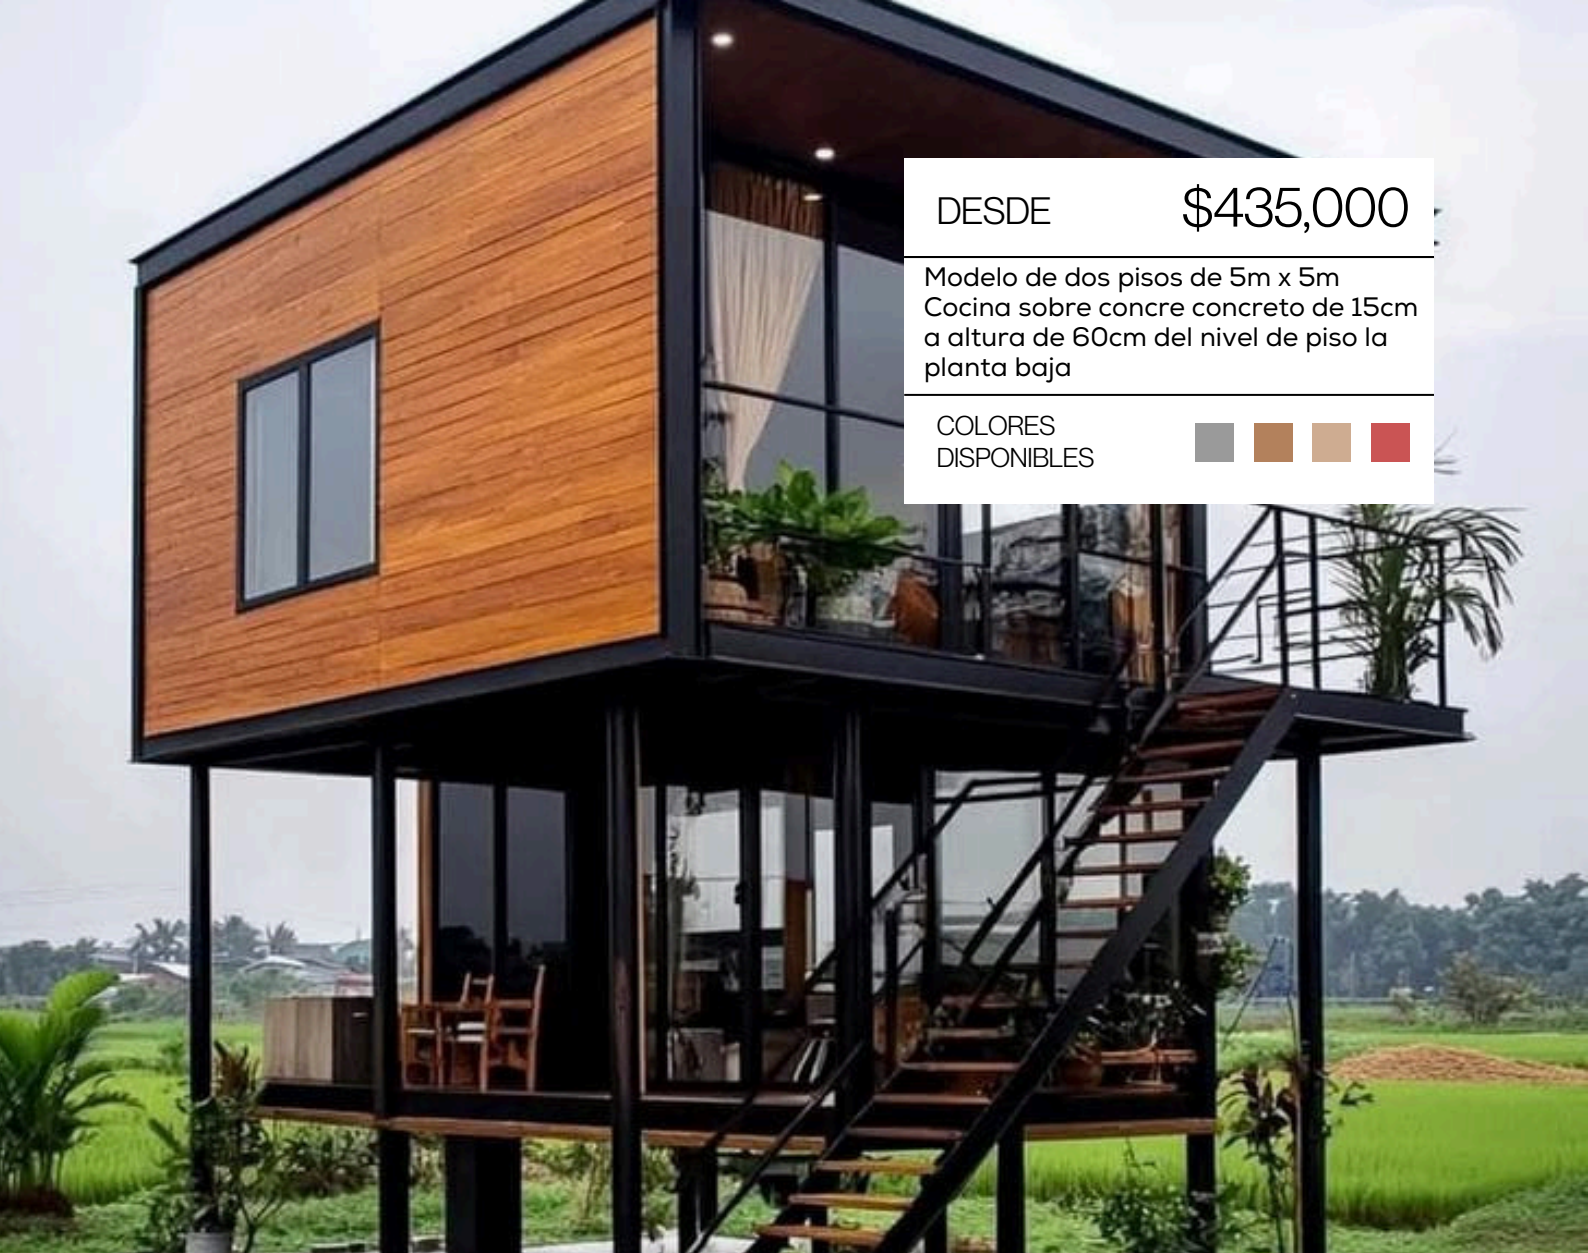 DESDE $435,000
Modelo de dos pisos de 5m x 5m
Cocina sobre concre concreto de 15cm
a altura de 60cm del nivel de piso la
planta baja
COLORES
DISPONIBLES